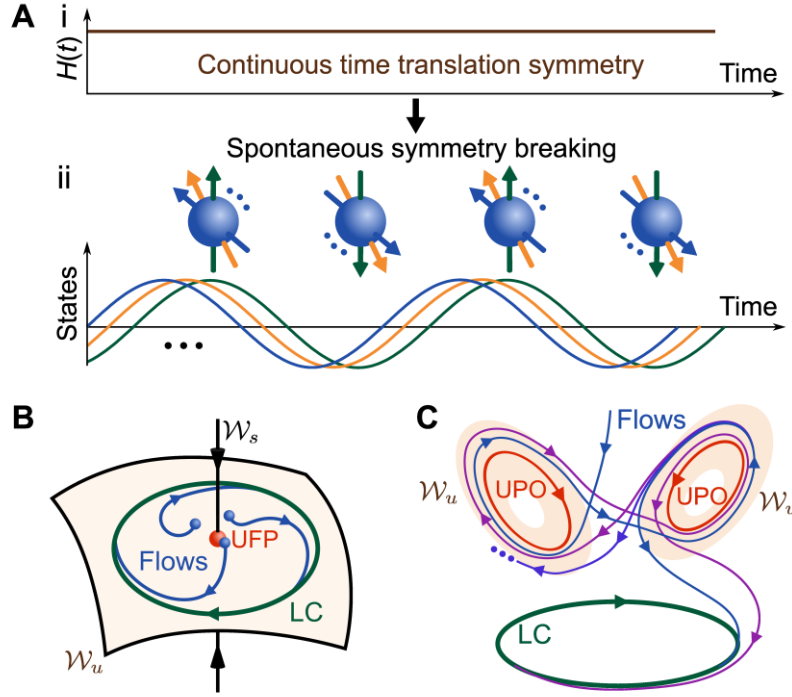 A
i
H(t)
Continuous time translation symmetry
Time
Spontaneous symmetry breaking
ii
States
Time
...
B
𝒲s
UFP
Flows
LC
𝒲u
C
Flows
𝒲u
UPO
UPO
𝒲u
...
LC